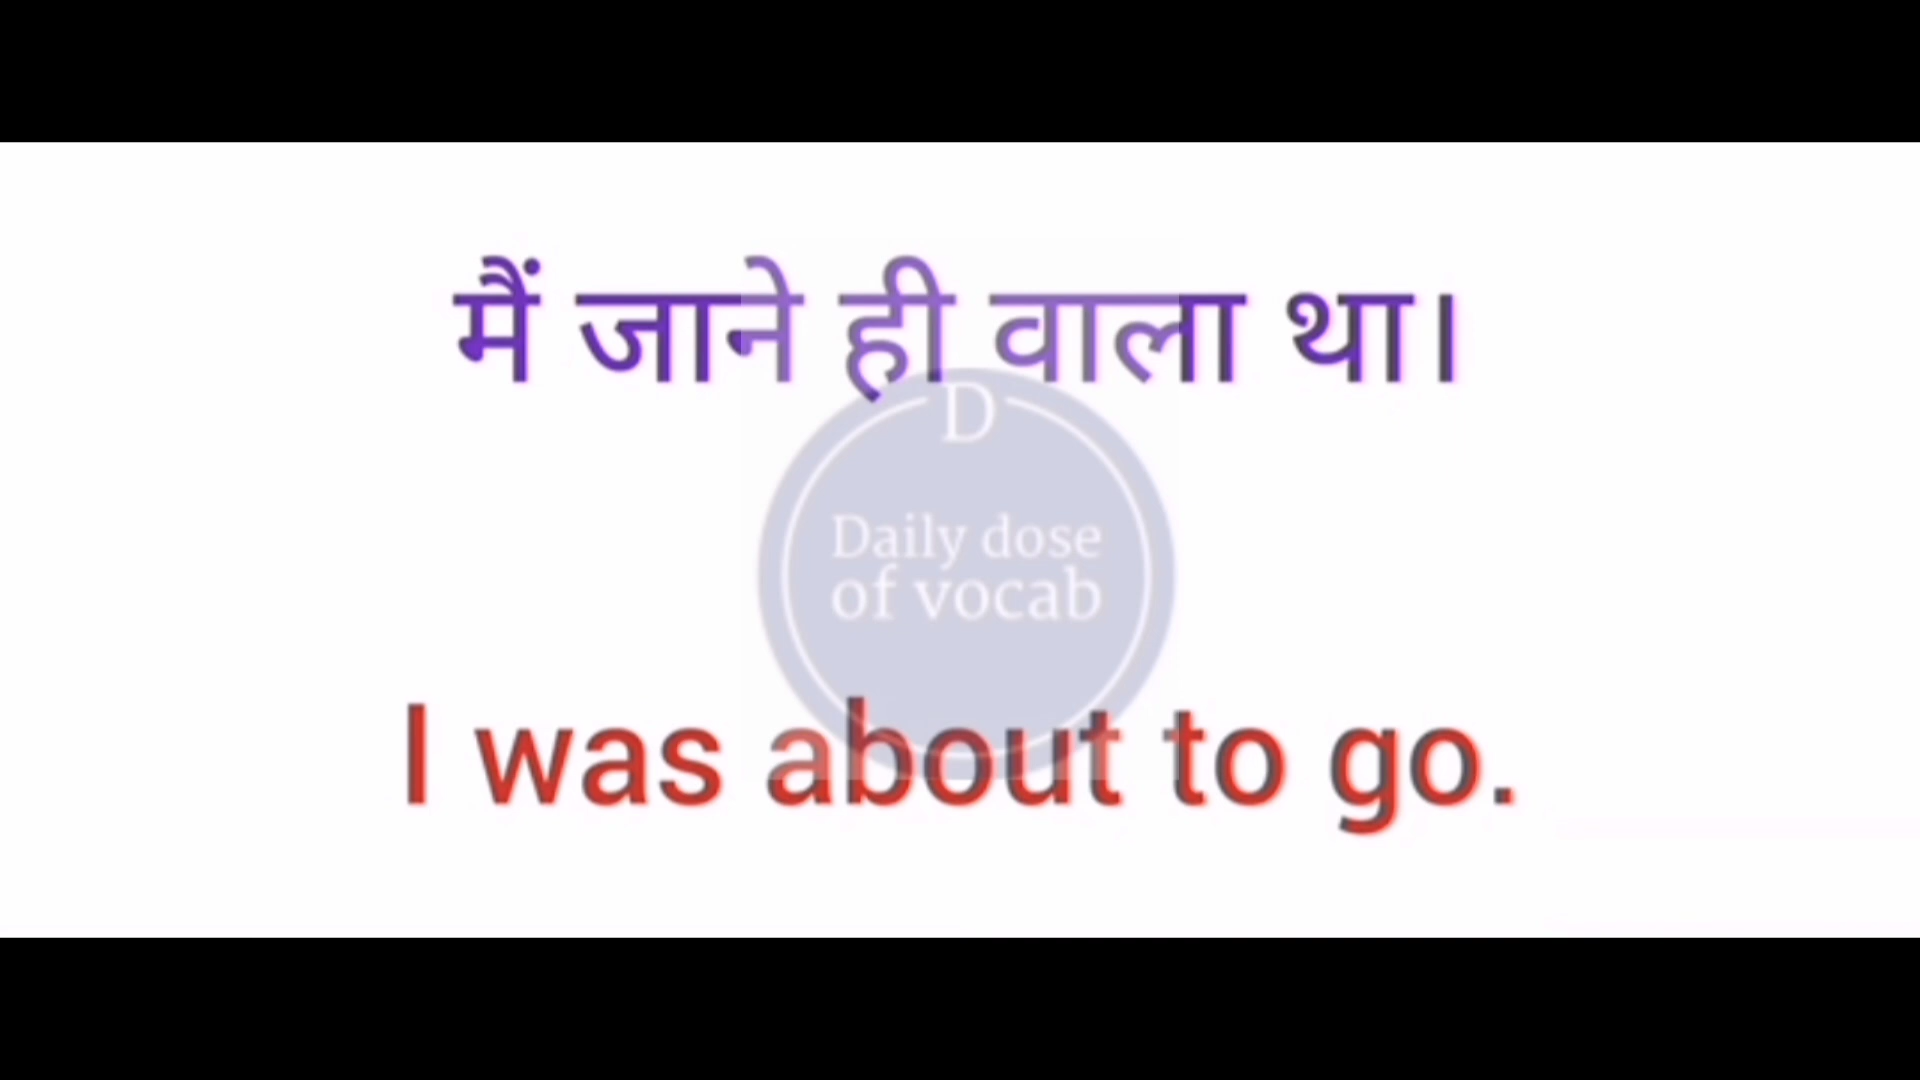 मैं जाने ही वाला था।
D
Daily dose
of vocab
I was about to go.